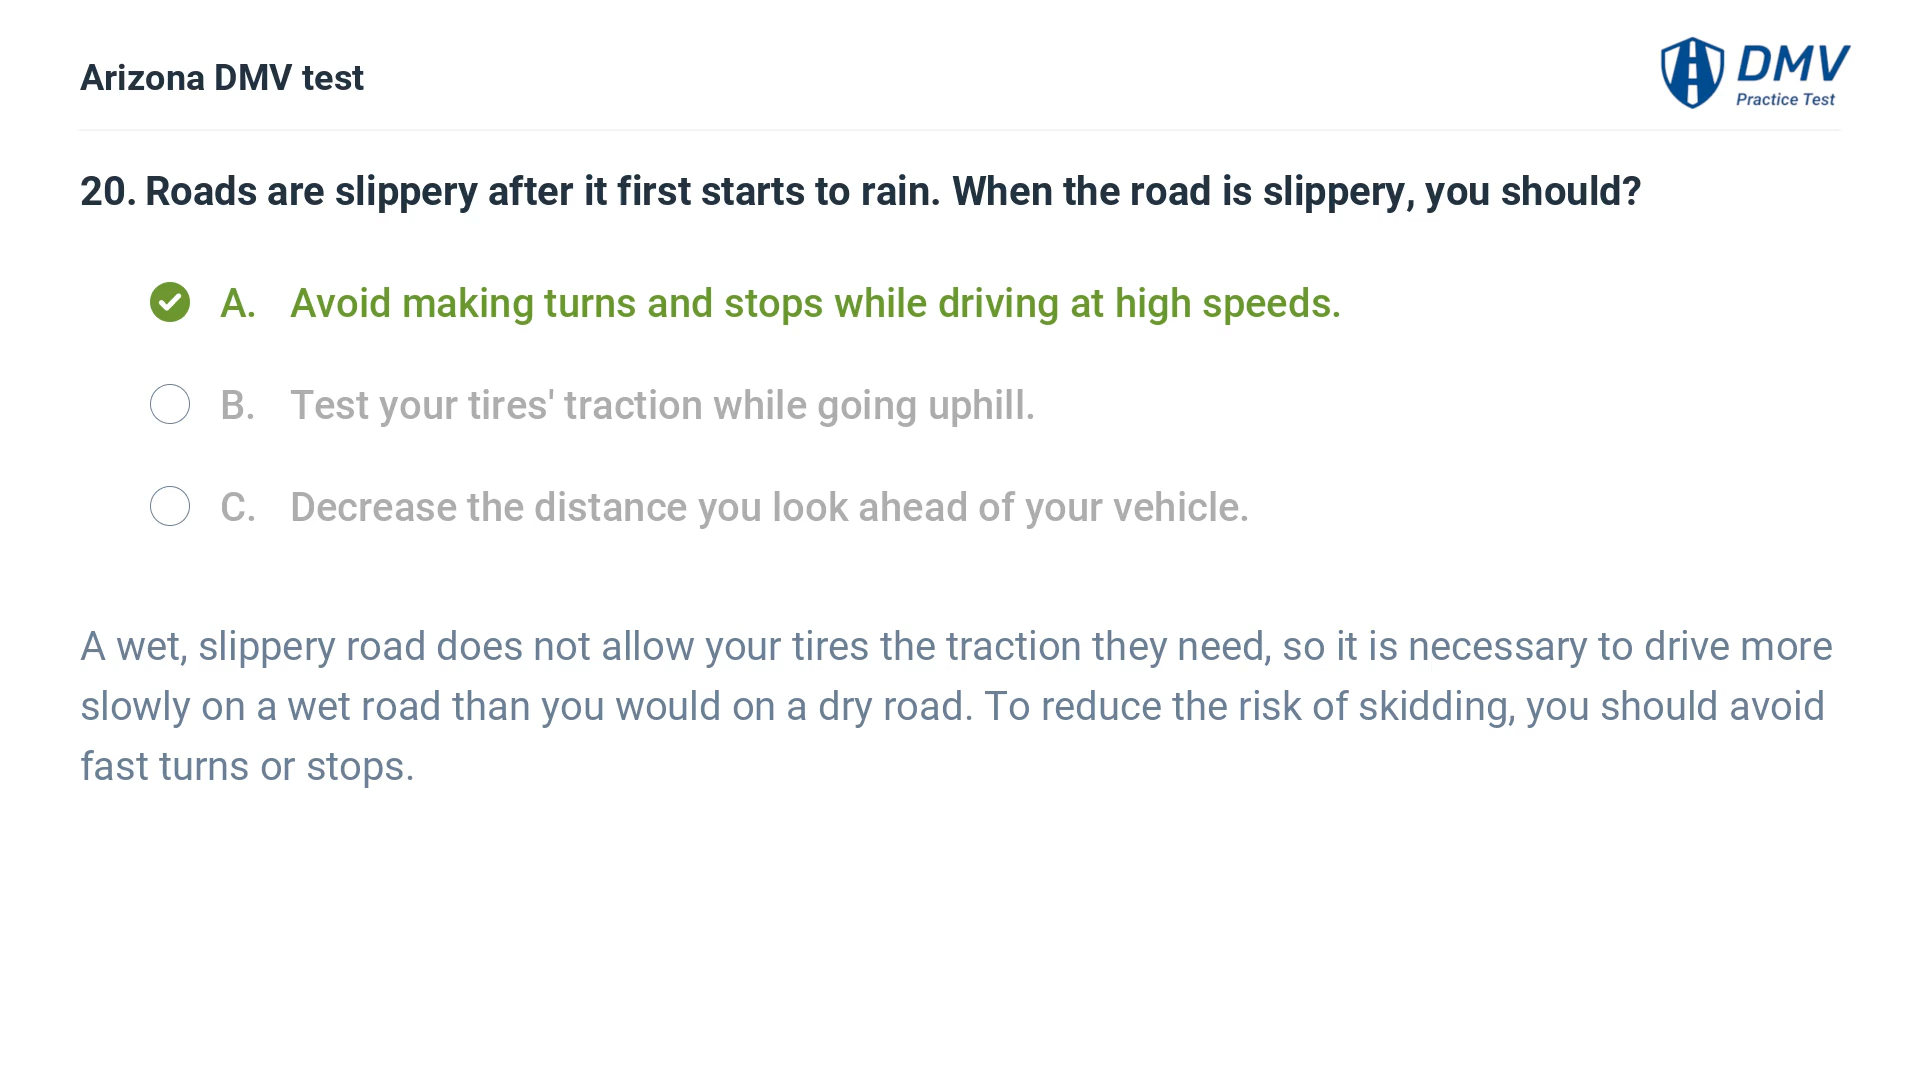 Arizona DMV test
DMV
Practice Test
20. Roads are slippery after it first starts to rain. When the road is slippery, you should?
A. Avoid making turns and stops while driving at high speeds.
B. Test your tires' traction while going uphill.
C. Decrease the distance you look ahead of your vehicle.
A wet, slippery road does not allow your tires the traction they need, so it is necessary to drive more
slowly on a wet road than you would on a dry road. To reduce the risk of skidding, you should avoid
fast turns or stops.